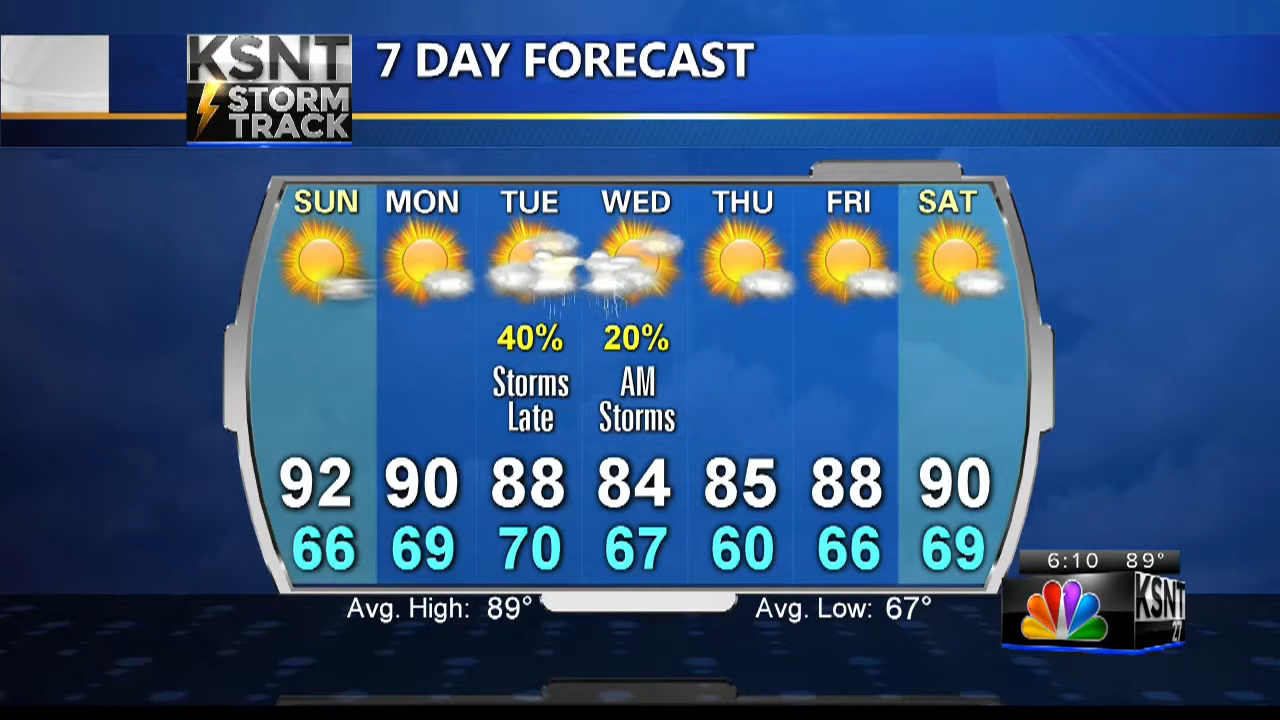 KSNT
STORM
TRACK
7 DAY FORECAST
SUN MON TUE WED THU FRI SAT
40% 20%
Storms AM
Late Storms
92 90 88 84 85 88 90
66 69 70 67 60 66 69
Avg. High: 89° Avg. Low: 67°
6:10 89°
KSNT
27